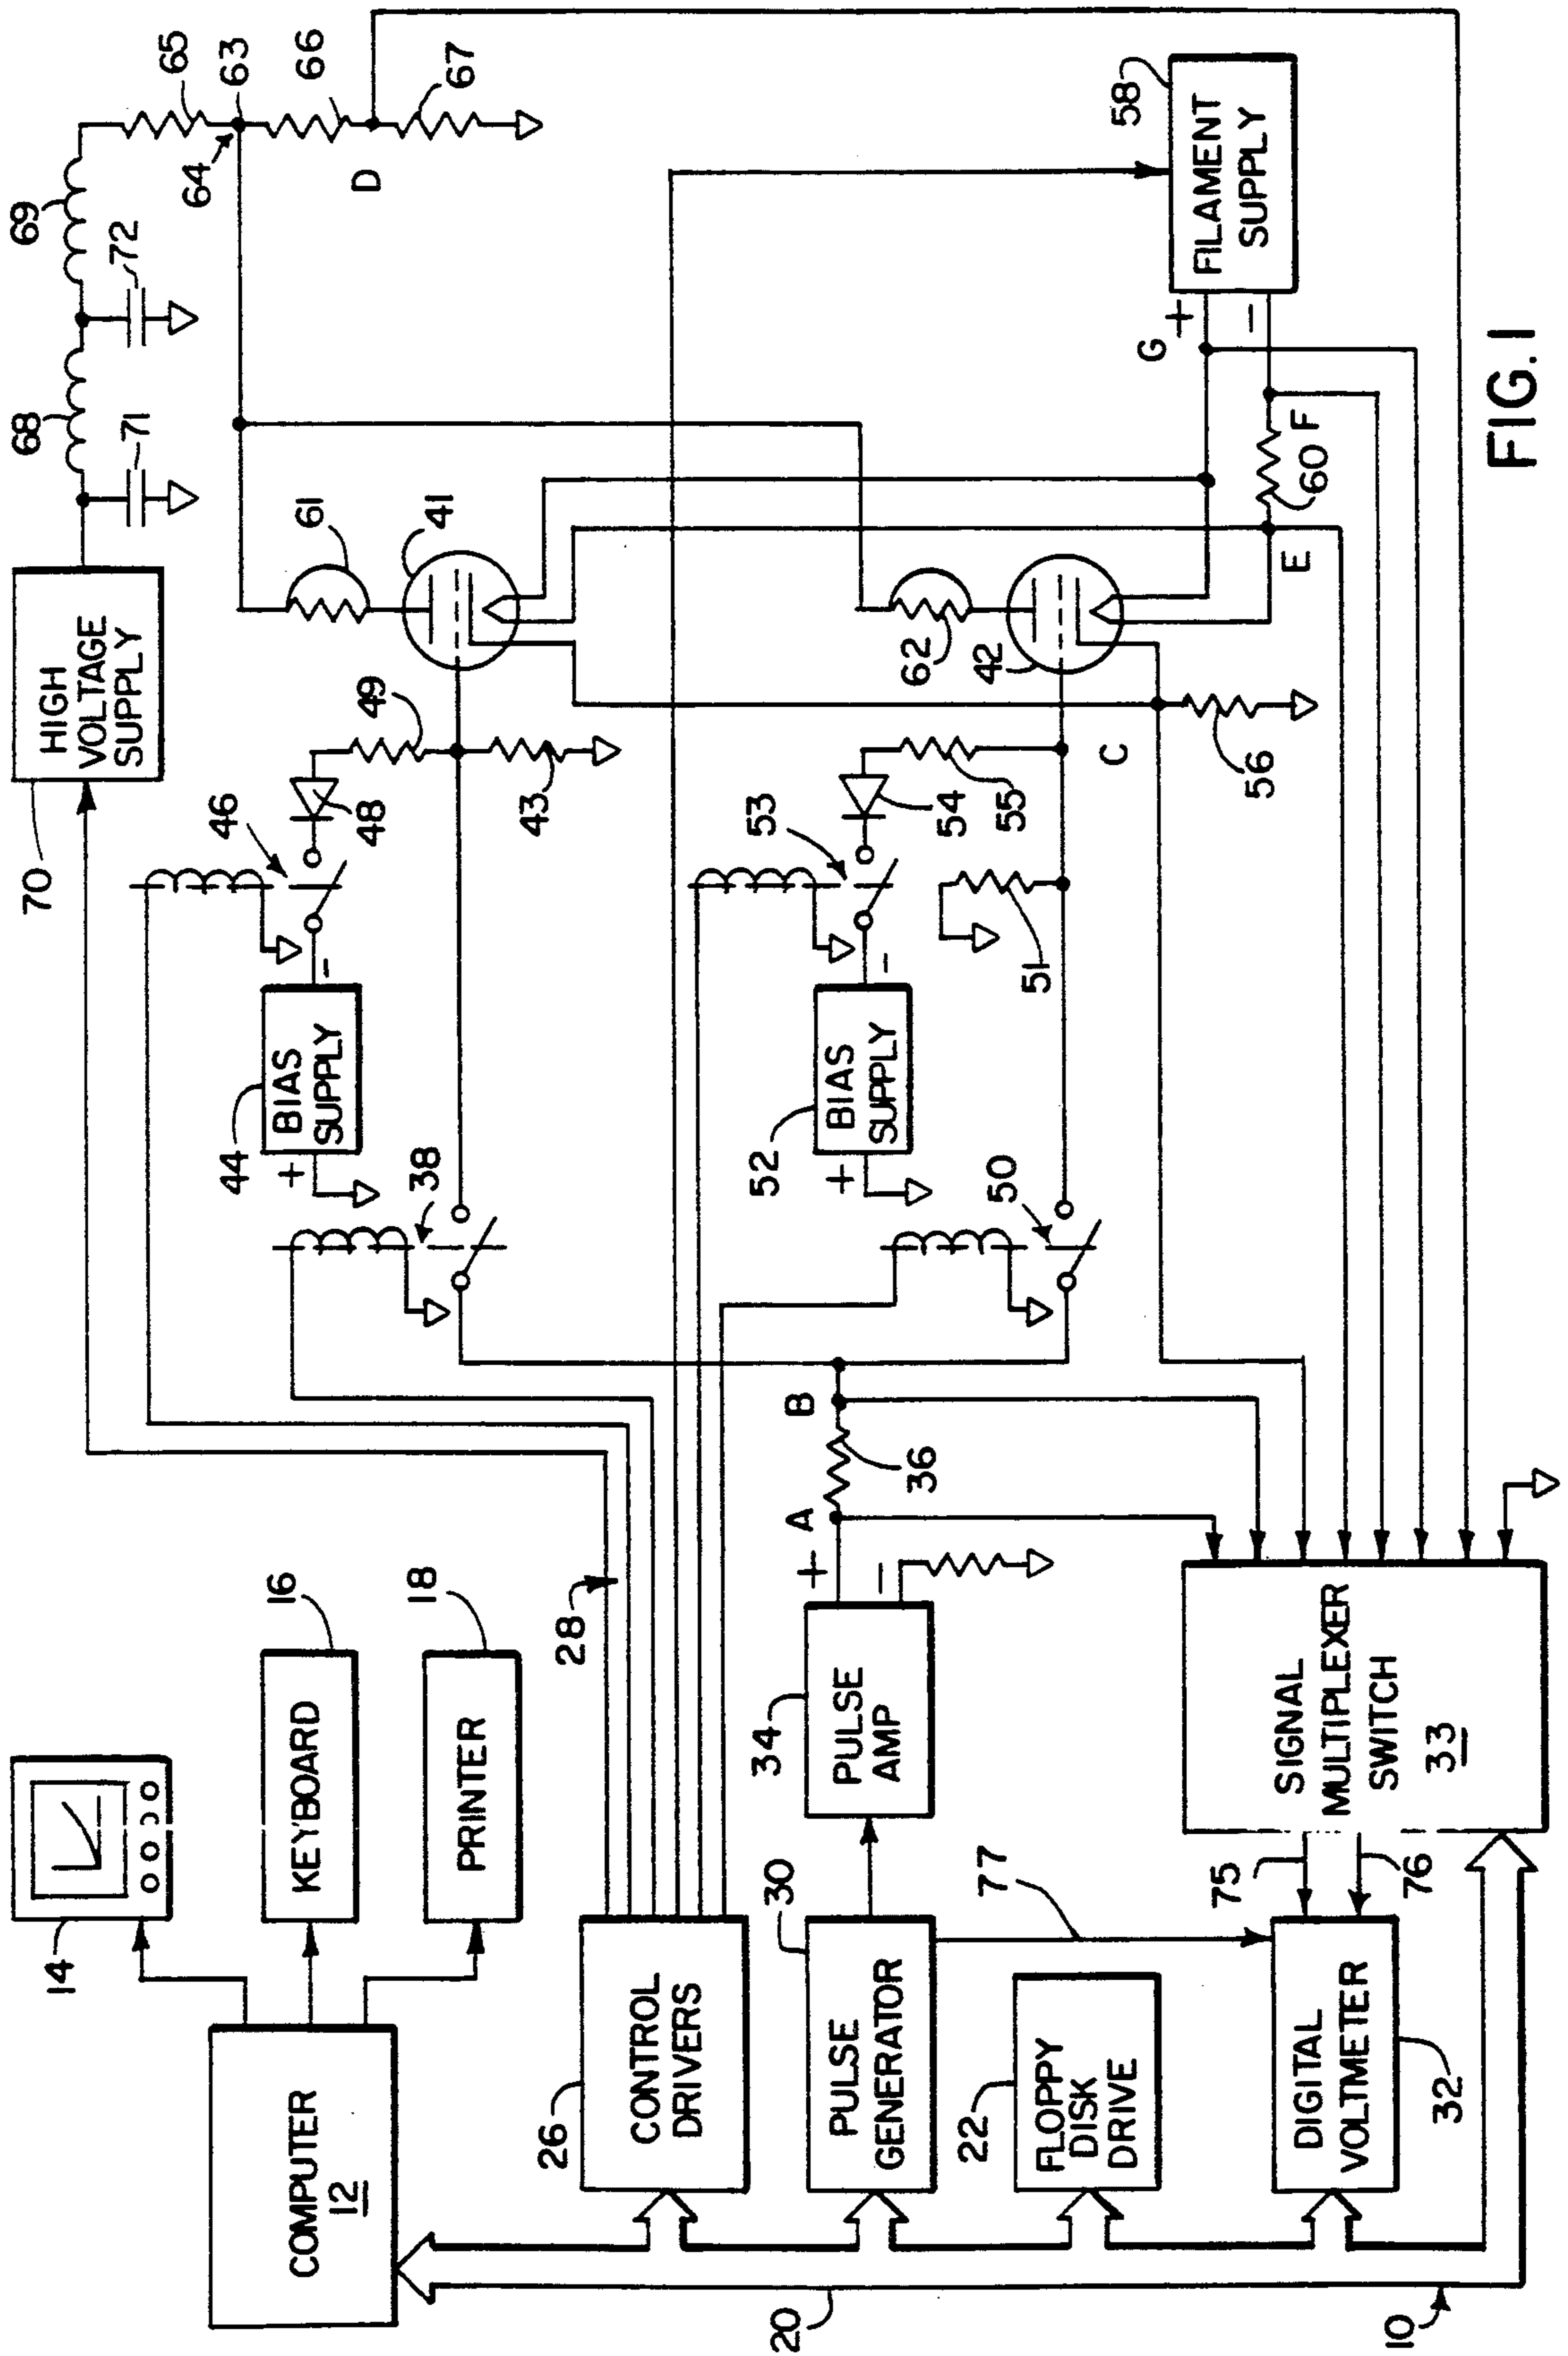 14
COMPUTER
12
KEYBOARD
16
PRINTER
18
20
10
26
CONTROL
DRIVERS
28
30
PULSE
GENERATOR
77
22
FLOPPY
DISK
DRIVE
DIGITAL
VOLTMETER
32
75
76
34
PULSE
AMP
+
−
A
36
B
SIGNAL
MULTIPLEXER
SWITCH
33
70
HIGH
VOLTAGE
SUPPLY
44
BIAS
SUPPLY
+
−
38
46
48
49
43
52
BIAS
SUPPLY
+
−
50
53
54
55
51
C
56
61
41
62
42
68
71
69
72
65
63
64
66
67
D
58
FILAMENT
SUPPLY
+
−
G
F
60
E
FIG. 1